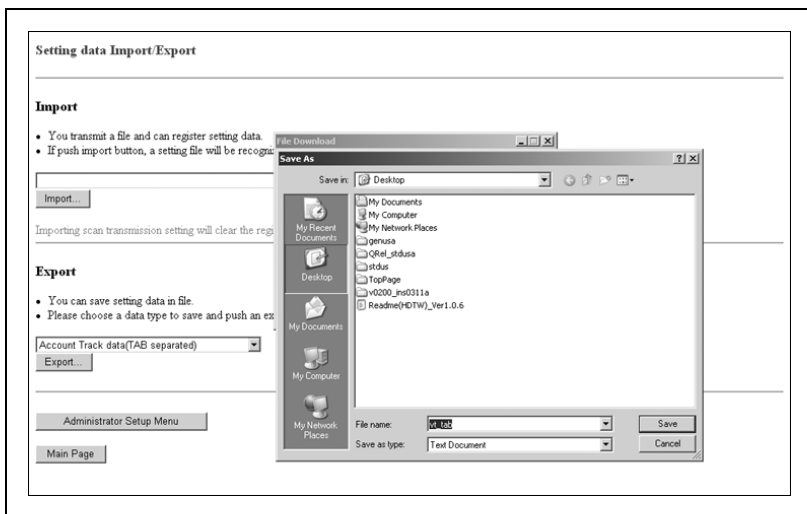 Setting data Import/Export
Import
• You transmit a file and can register setting data.
• If push import button, a setting file will be recogni
Import...
Importing scan transmission setting will clear the regi
Export
• You can save setting data in file.
• Please choose a data type to save and push an ex
Account Track data(TAB separated)
Export...
Administrator Setup Menu
Main Page
File Download
Save As
Save in:
Desktop
My Recent
Documents
Desktop
My Documents
My Computer
My Network
Places
My Documents
My Computer
My Network Places
genusa
QRel_stdusa
stdus
TopPage
v0200_ins0311a
Readme(HDTW)_Ver1.0.6
File name:
vt_tab
Save
Save as type:
Text Document
Cancel